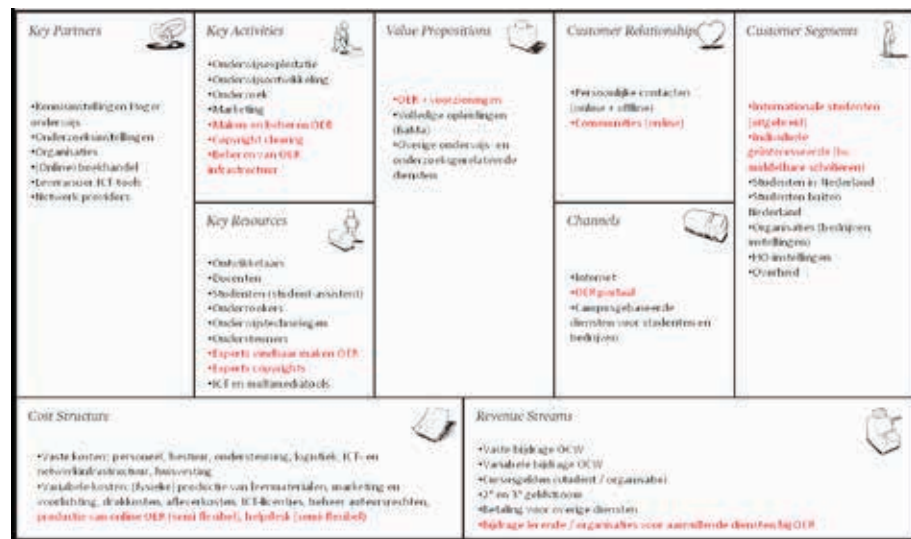 Key Partners
•Kennisinstellingen Hoger
onderwijs
•Onderzoeksinstellingen
•Organisaties
•(Online) boekhandel
•Leverancier ICT-tools
•Netwerk providers
Key Activities
•Onderwijsexploitatie
•Onderwijsontwikkeling
•Onderzoek
•Marketing
•Maken en beheren OER
•Copyright clearing
•Beheren van OER
infrastructuur
Key Resources
•Ontwikkelaars
•Docenten
•Studenten (student-assistent)
•Onderzoekers
•Onderwijstechnologen
•Ondersteuners
•Experts vindbaar maken OER
•Experts copyrights
•ICT en multimediatools
Value Propositions
•OER + voorzieningen
•Volledige opleidingen
(BaMa)
•Overige onderwijs- en
onderzoeksgerelateerde
diensten
Customer Relationships
•Persoonlijke contacten
(online + offline)
•Communities (online)
Channels
•Internet
•OER portaal
•Campusgebaseerde
diensten voor studenten en
bedrijven
Customer Segments
•Internationale studenten
(uitgebreid)
•Individuele
geïnteresseerde (bv.
middelbare scholieren)
•Studenten in Nederland
•Studenten buiten
Nederland
•Organisaties (bedrijven,
instellingen)
•HO-instellingen
•Overheid
Cost Structure
•Vaste kosten: personeel, bestuur, ondersteuning, logistiek, ICT- en
netwerkinfrastructuur, huisvesting
•Variabele kosten: (fysieke) productie van leermaterialen, marketing en
voorlichting, drukkosten, afleverkosten, ICT-licenties, beheer auteursrechten,
productie van online OER (semi flexibel), helpdesk (semi-flexibel)
Revenue Streams
•Vaste bijdrage OCW
•Variabele bijdrage OCW
•Cursusgelden (student / organisatie)
•2e en 3e geldstroom
•Betaling voor overige diensten
•Bijdrage lerende / organisaties voor aanvullende diensten bij OER